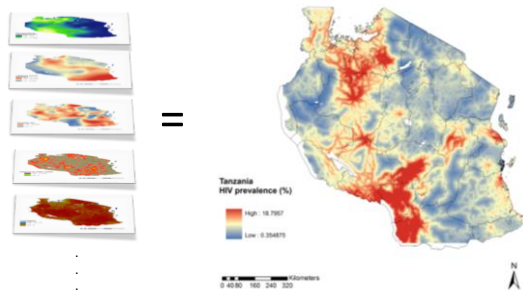 =
Tanzania
HIV prevalence (%)
High : 18.7957
Low : 0.354875
Kilometers
0 40 80 160 240 320
N